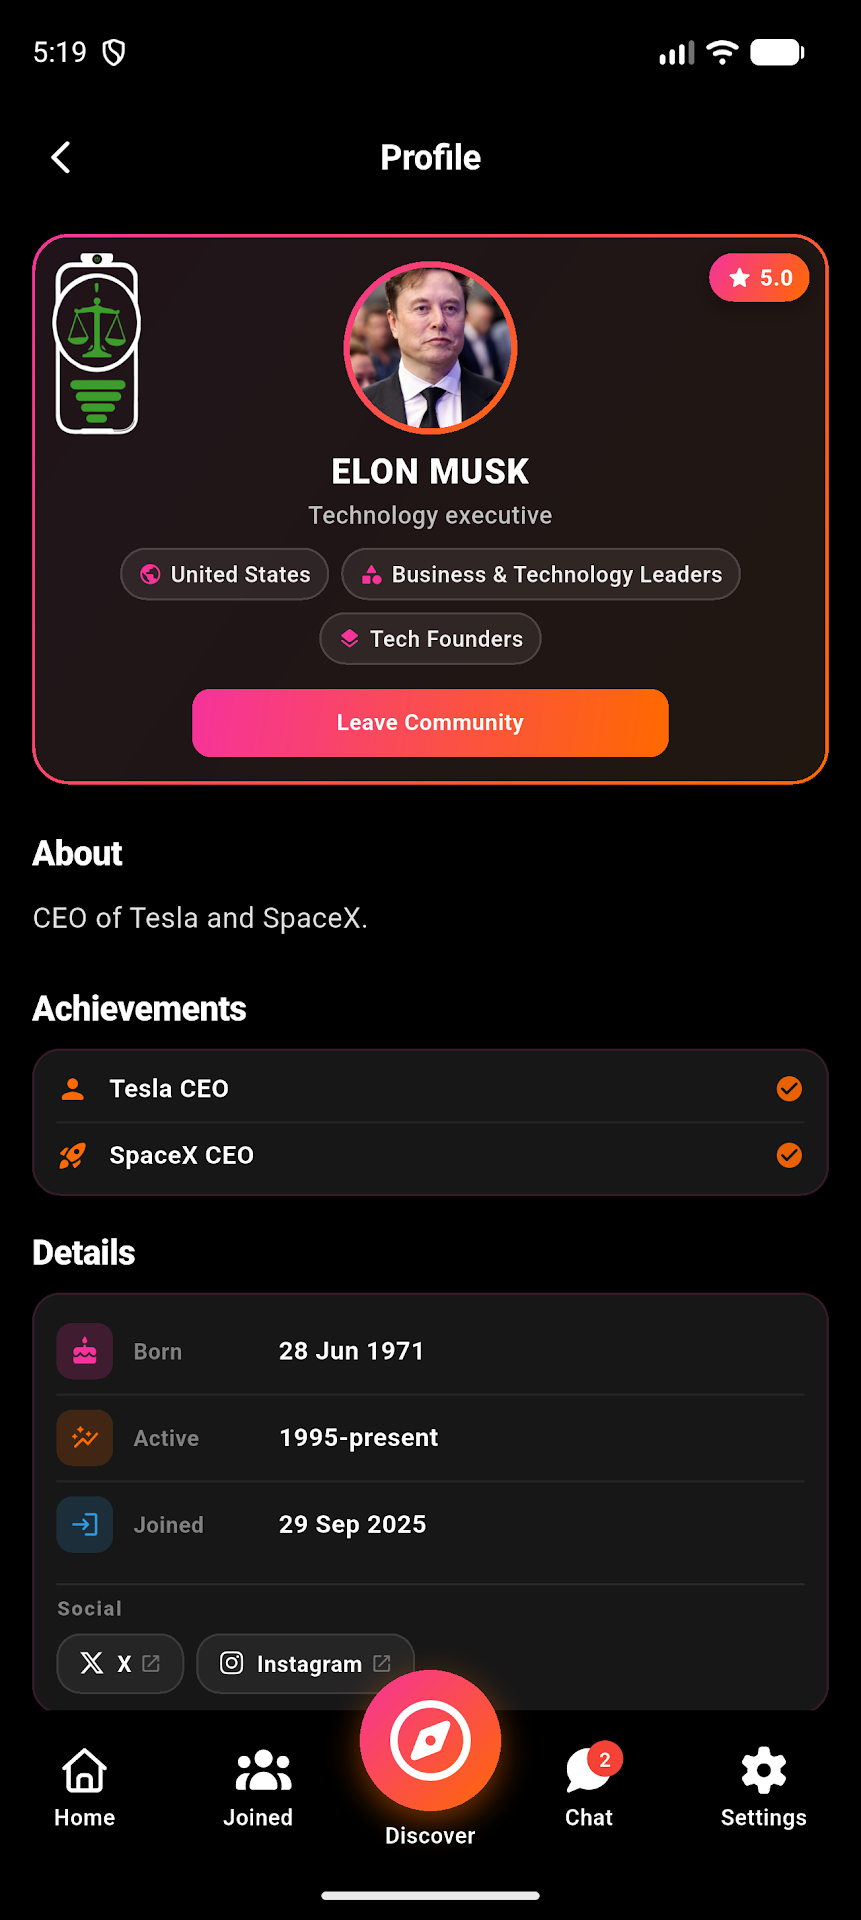 5:19
Profile
5.0
ELON MUSK
Technology executive
United States
Business & Technology Leaders
Tech Founders
Leave Community
About
CEO of Tesla and SpaceX.
Achievements
Tesla CEO
SpaceX CEO
Details
Born 28 Jun 1971
Active 1995-present
Joined 29 Sep 2025
Social
X
Instagram
2
Home
Joined
Discover
Chat
Settings